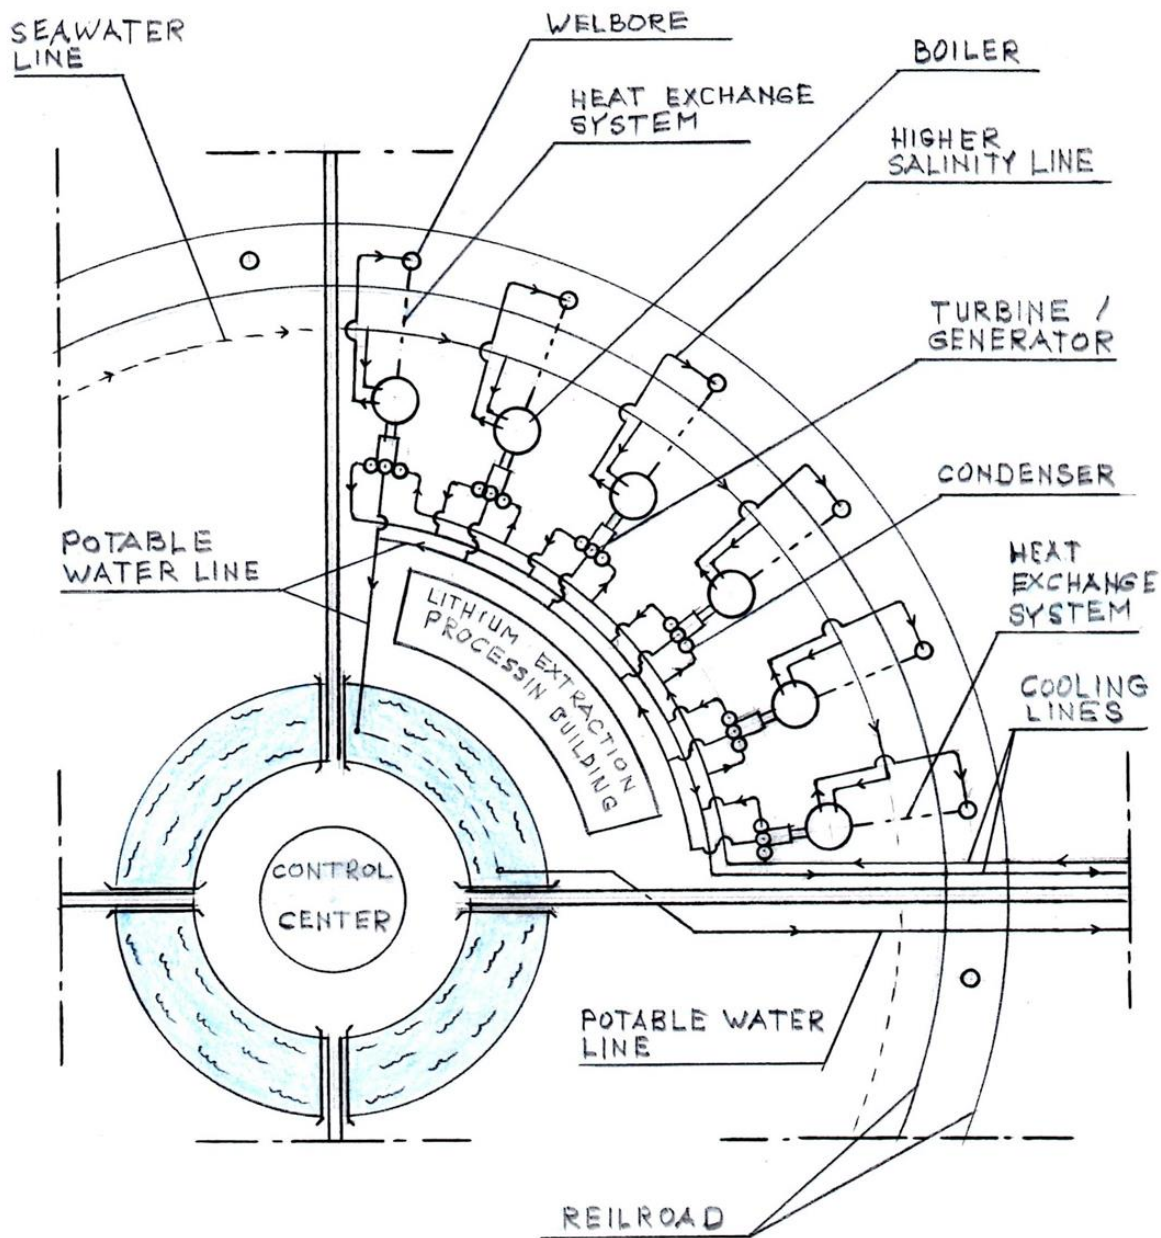 SEAWATER
LINE
WELBORE
HEAT EXCHANGE
SYSTEM
BOILER
HIGHER
SALINITY LINE
TURBINE /
GENERATOR
CONDENSER
HEAT
EXCHANGE
SYSTEM
COOLING
LINES
POTABLE
WATER LINE
LITHIUM EXTRACTION
PROCESSIN BUILDING
CONTROL
CENTER
POTABLE WATER
LINE
REILROAD